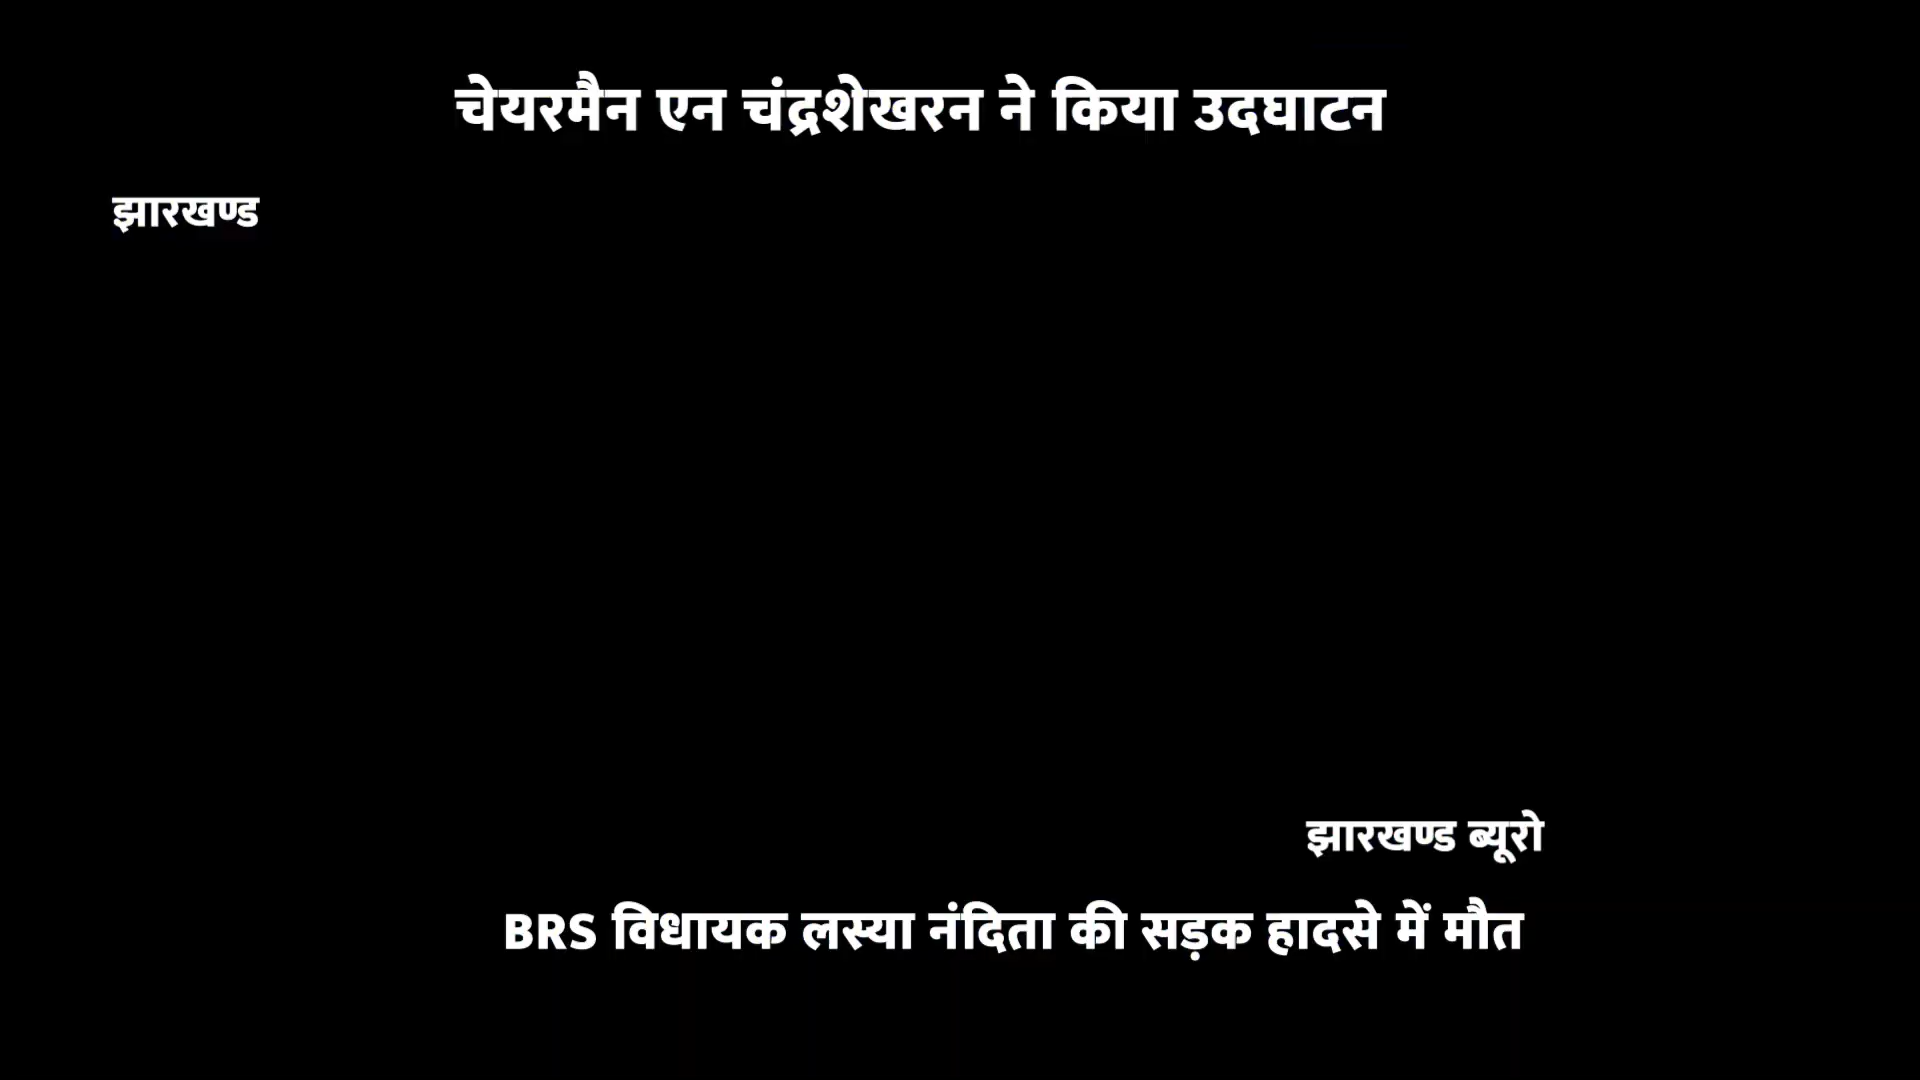 चेयरमैन एन चंद्रशेखरन ने किया उदघाटन
झारखण्ड
झारखण्ड ब्यूरो
BRS विधायक लस्या नंदिता की सड़क हादसे में मौत